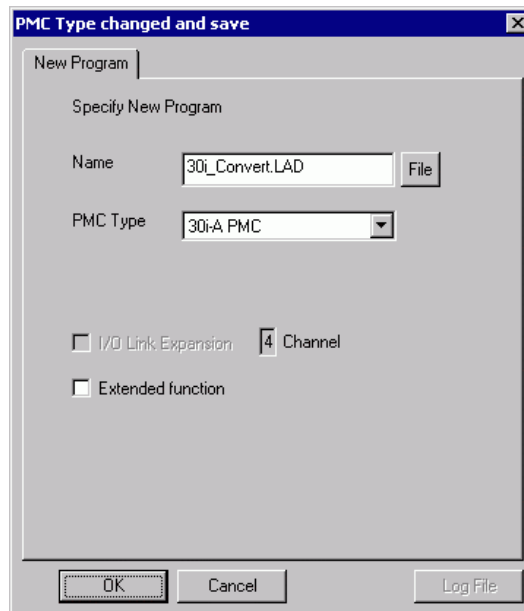 PMC Type changed and save
New Program
Specify New Program
Name 30i_Convert.LAD File
PMC Type 30i-A PMC
I/O Link Expansion 4 Channel
Extended function
OK Cancel Log File